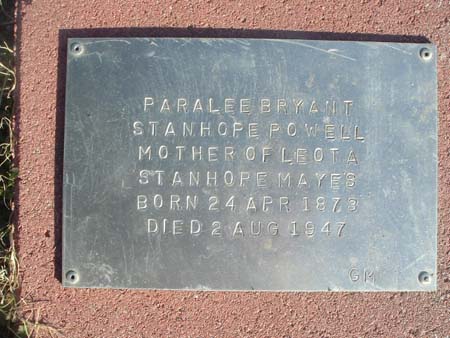 PARALEE BRYANT
STANHOPE POWELL
MOTHER OF LEOTA
STANHOPE MAYES
BORN 24 APR 1873
DIED 2 AUG 1947
GM